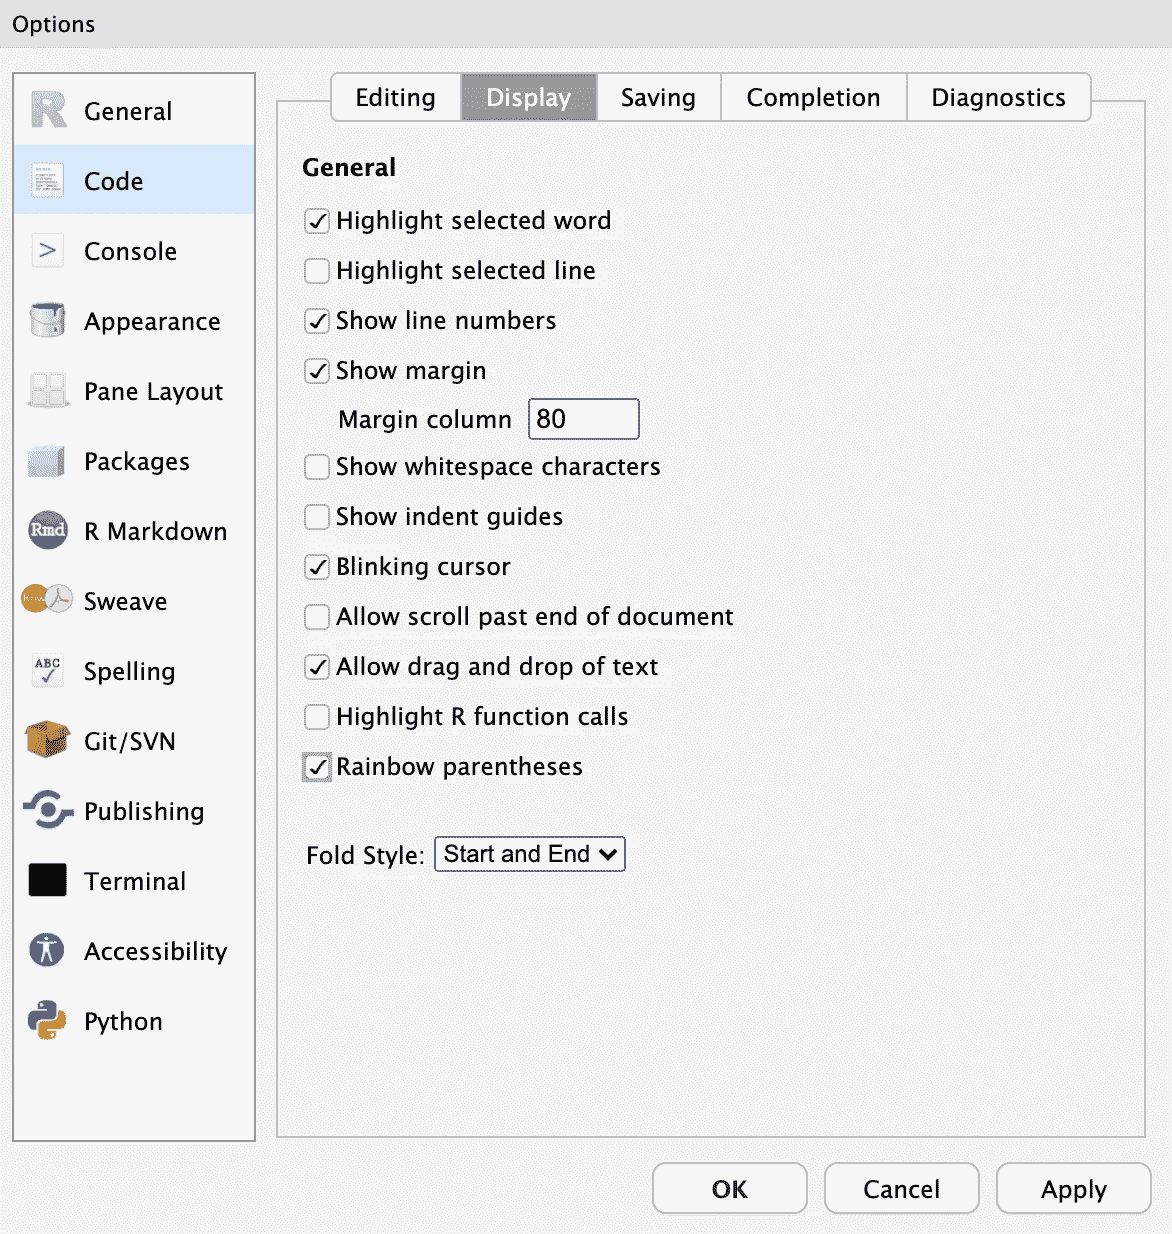 Options
General
Code
>
Console
Appearance
Pane Layout
Packages
Rmd
R Markdown
Sweave
ABC
Spelling
Git/SVN
Publishing
Terminal
Accessibility
Python
Editing
Display
Saving
Completion
Diagnostics
General
Highlight selected word
Highlight selected line
Show line numbers
Show margin
Margin column 80
Show whitespace characters
Show indent guides
Blinking cursor
Allow scroll past end of document
Allow drag and drop of text
Highlight R function calls
Rainbow parentheses
Fold Style: Start and End
OK
Cancel
Apply